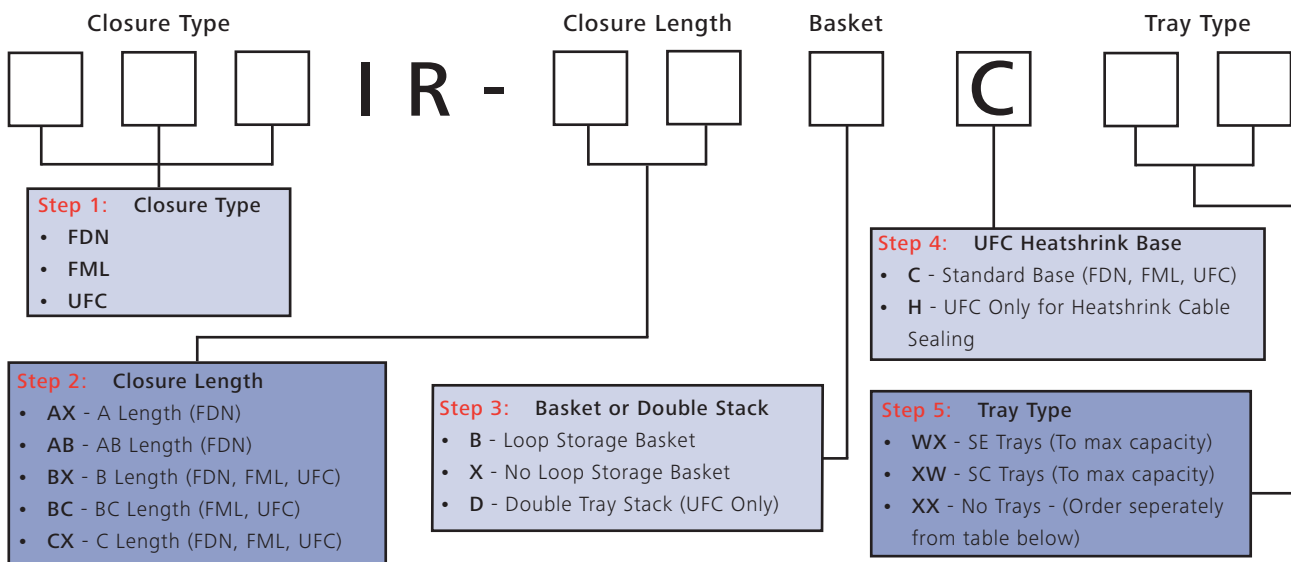 Closure Type Closure Length Basket Tray Type
I R - C
Step 1: Closure Type
• FDN
• FML
• UFC
Step 2: Closure Length
• AX - A Length (FDN)
• AB - AB Length (FDN)
• BX - B Length (FDN, FML, UFC)
• BC - BC Length (FML, UFC)
• CX - C Length (FDN, FML, UFC)
Step 3: Basket or Double Stack
• B - Loop Storage Basket
• X - No Loop Storage Basket
• D - Double Tray Stack (UFC Only)
Step 4: UFC Heatshrink Base
• C - Standard Base (FDN, FML, UFC)
• H - UFC Only for Heatshrink Cable
Sealing
Step 5: Tray Type
• WX - SE Trays (To max capacity)
• XW - SC Trays (To max capacity)
• XX - No Trays - (Order seperately
from table below)